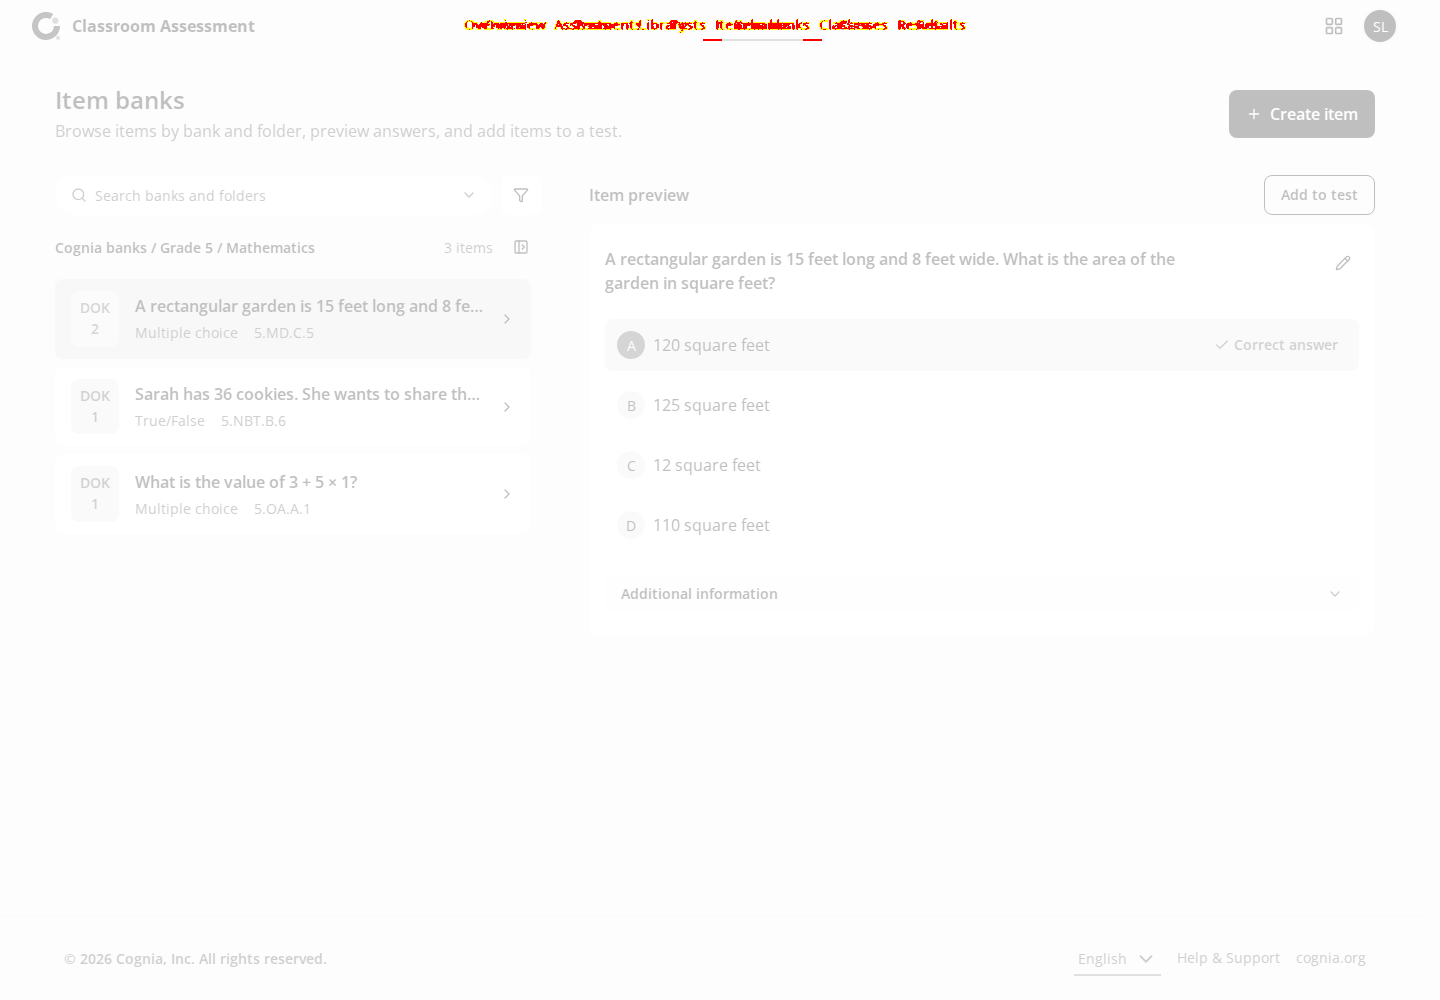 Classroom Assessment
SL
Item banks
Browse items by bank and folder, preview answers, and add items to a test.
+ Create item
Search banks and folders
Item preview
Add to test
Cognia banks / Grade 5 / Mathematics
3 items
A rectangular garden is 15 feet long and 8 feet wide. What is the area of the
garden in square feet?
DOK
2
A rectangular garden is 15 feet long and 8 fe...
Multiple choice 5.MD.C.5
A 120 square feet
Correct answer
DOK
1
Sarah has 36 cookies. She wants to share th...
True/False 5.NBT.B.6
B 125 square feet
C 12 square feet
DOK
1
What is the value of 3 + 5 × 1?
Multiple choice 5.OA.A.1
D 110 square feet
Additional information
© 2026 Cognia, Inc. All rights reserved.
English
Help & Support
cognia.org